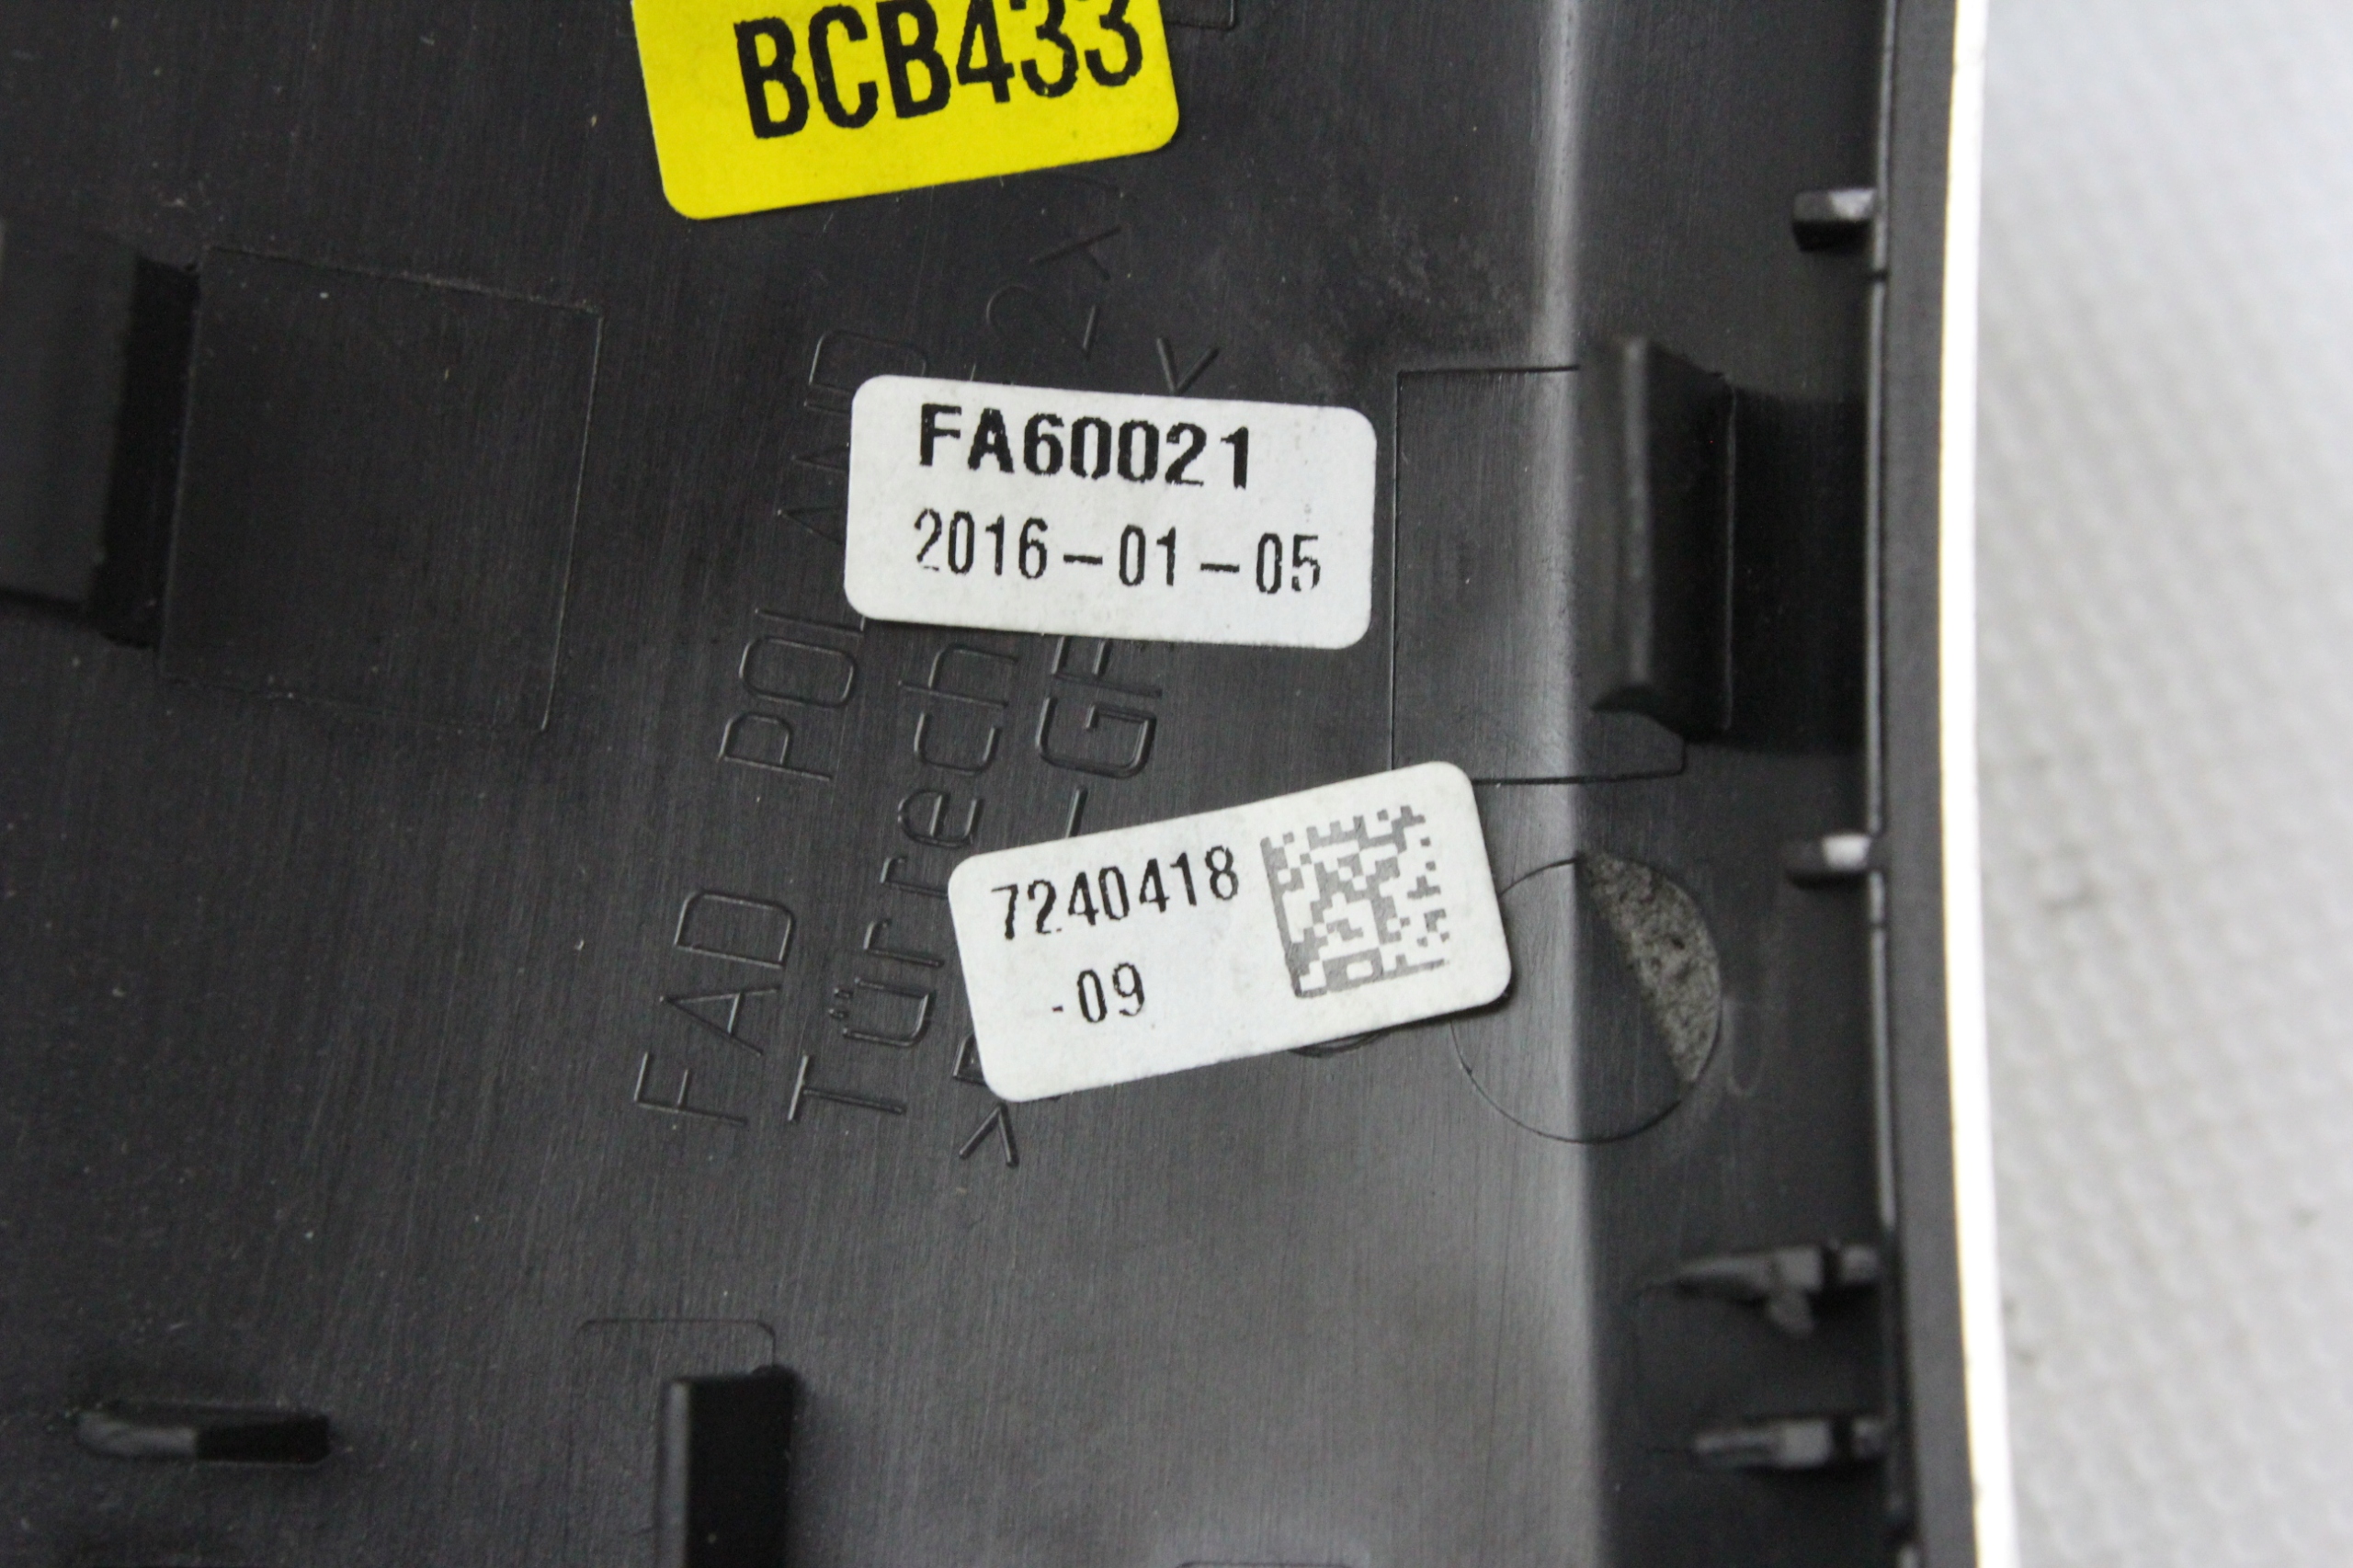 BCB433
FA60021
2016-01-05
7240418
-09
FAD POLAND
Türrech